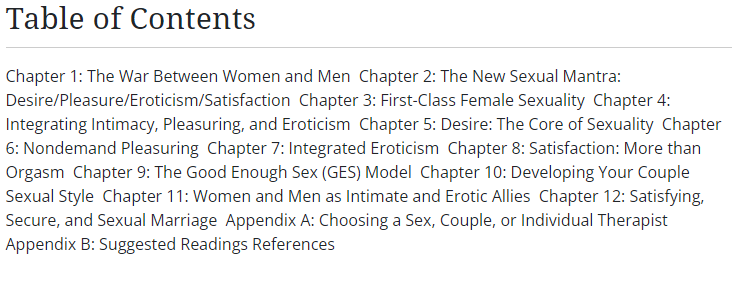 Table of Contents
Chapter 1: The War Between Women and Men  Chapter 2: The New Sexual Mantra:
Desire/Pleasure/Eroticism/Satisfaction  Chapter 3: First-Class Female Sexuality  Chapter 4:
Integrating Intimacy, Pleasuring, and Eroticism  Chapter 5: Desire: The Core of Sexuality  Chapter
6: Nondemand Pleasuring  Chapter 7: Integrated Eroticism  Chapter 8: Satisfaction: More than
Orgasm  Chapter 9: The Good Enough Sex (GES) Model  Chapter 10: Developing Your Couple
Sexual Style  Chapter 11: Women and Men as Intimate and Erotic Allies  Chapter 12: Satisfying,
Secure, and Sexual Marriage  Appendix A: Choosing a Sex, Couple, or Individual Therapist
Appendix B: Suggested Readings References